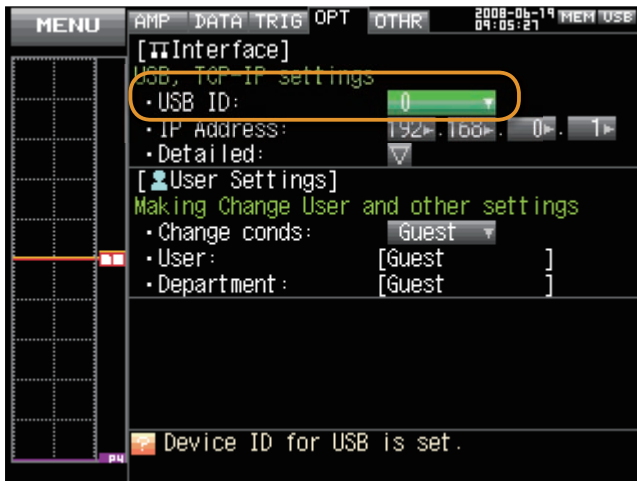 MENU AMP DATA TRIG OPT OTHR 2008-06-19 09:05:27 MEM USB
[Interface]
USB, TCP-IP settings
・USB ID: 0
・IP Address: 192. 168. 0. 1
・Detailed:
[User Settings]
Making Change User and other settings
・Change conds: Guest
・User: [Guest ]
・Department: [Guest ]
? Device ID for USB is set.